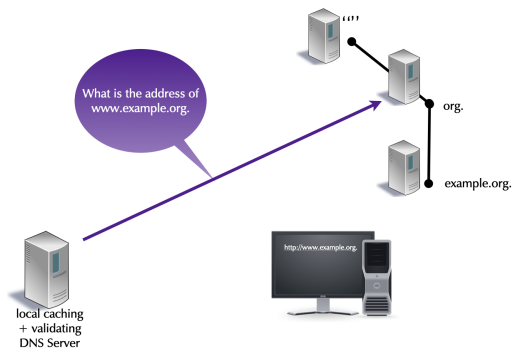 “”
What is the address of
www.example.org.
org.
example.org.
http://www.example.org.
local caching
+ validating
DNS Server